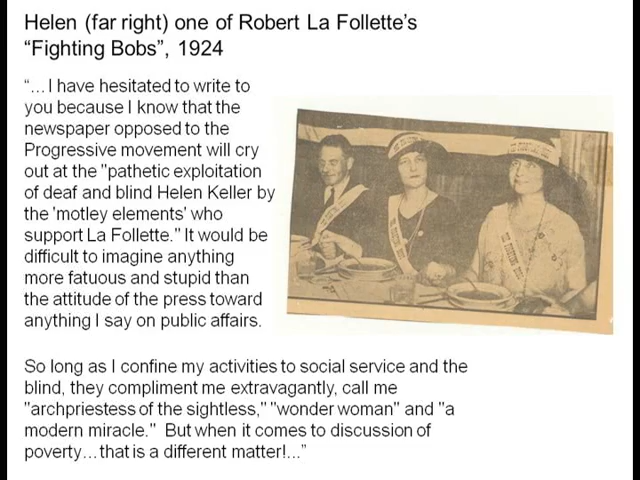 Helen (far right) one of Robert La Follette’s
“Fighting Bobs”, 1924
“…I have hesitated to write to
you because I know that the
newspaper opposed to the
Progressive movement will cry
out at the "pathetic exploitation
of deaf and blind Helen Keller by
the 'motley elements' who
support La Follette." It would be
difficult to imagine anything
more fatuous and stupid than
the attitude of the press toward
anything I say on public affairs.
So long as I confine my activities to social service and the
blind, they compliment me extravagantly, call me
"archpriestess of the sightless," "wonder woman" and "a
modern miracle."  But when it comes to discussion of
poverty…that is a different matter!...”